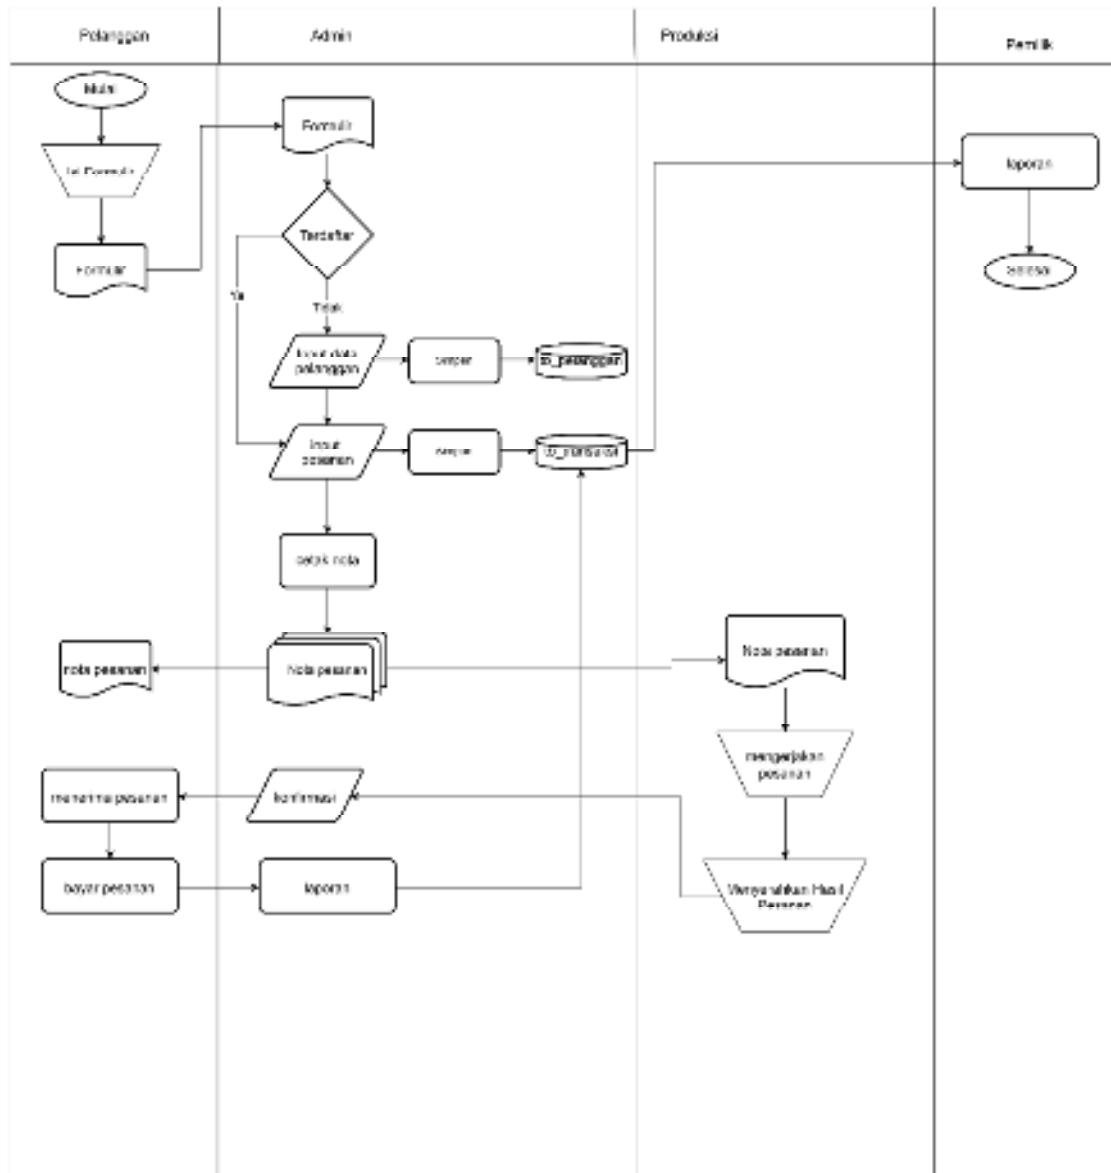 Pelanggan
Admin
Produksi
Pemilik
Mulai
Isi Formulir
Formulir
Formulir
Terdaftar
Ya
Tidak
Input data
pelanggan
Simpan
tb_pelanggan
Input
pesanan
Simpan
tb_transaksi
cetak nota
Nota pesanan
nota pesanan
Nota pesanan
mengerjakan
pesanan
Menyerahkan Hasil
Pesanan
konfirmasi
menerima pesanan
bayar pesanan
laporan
laporan
Selesai